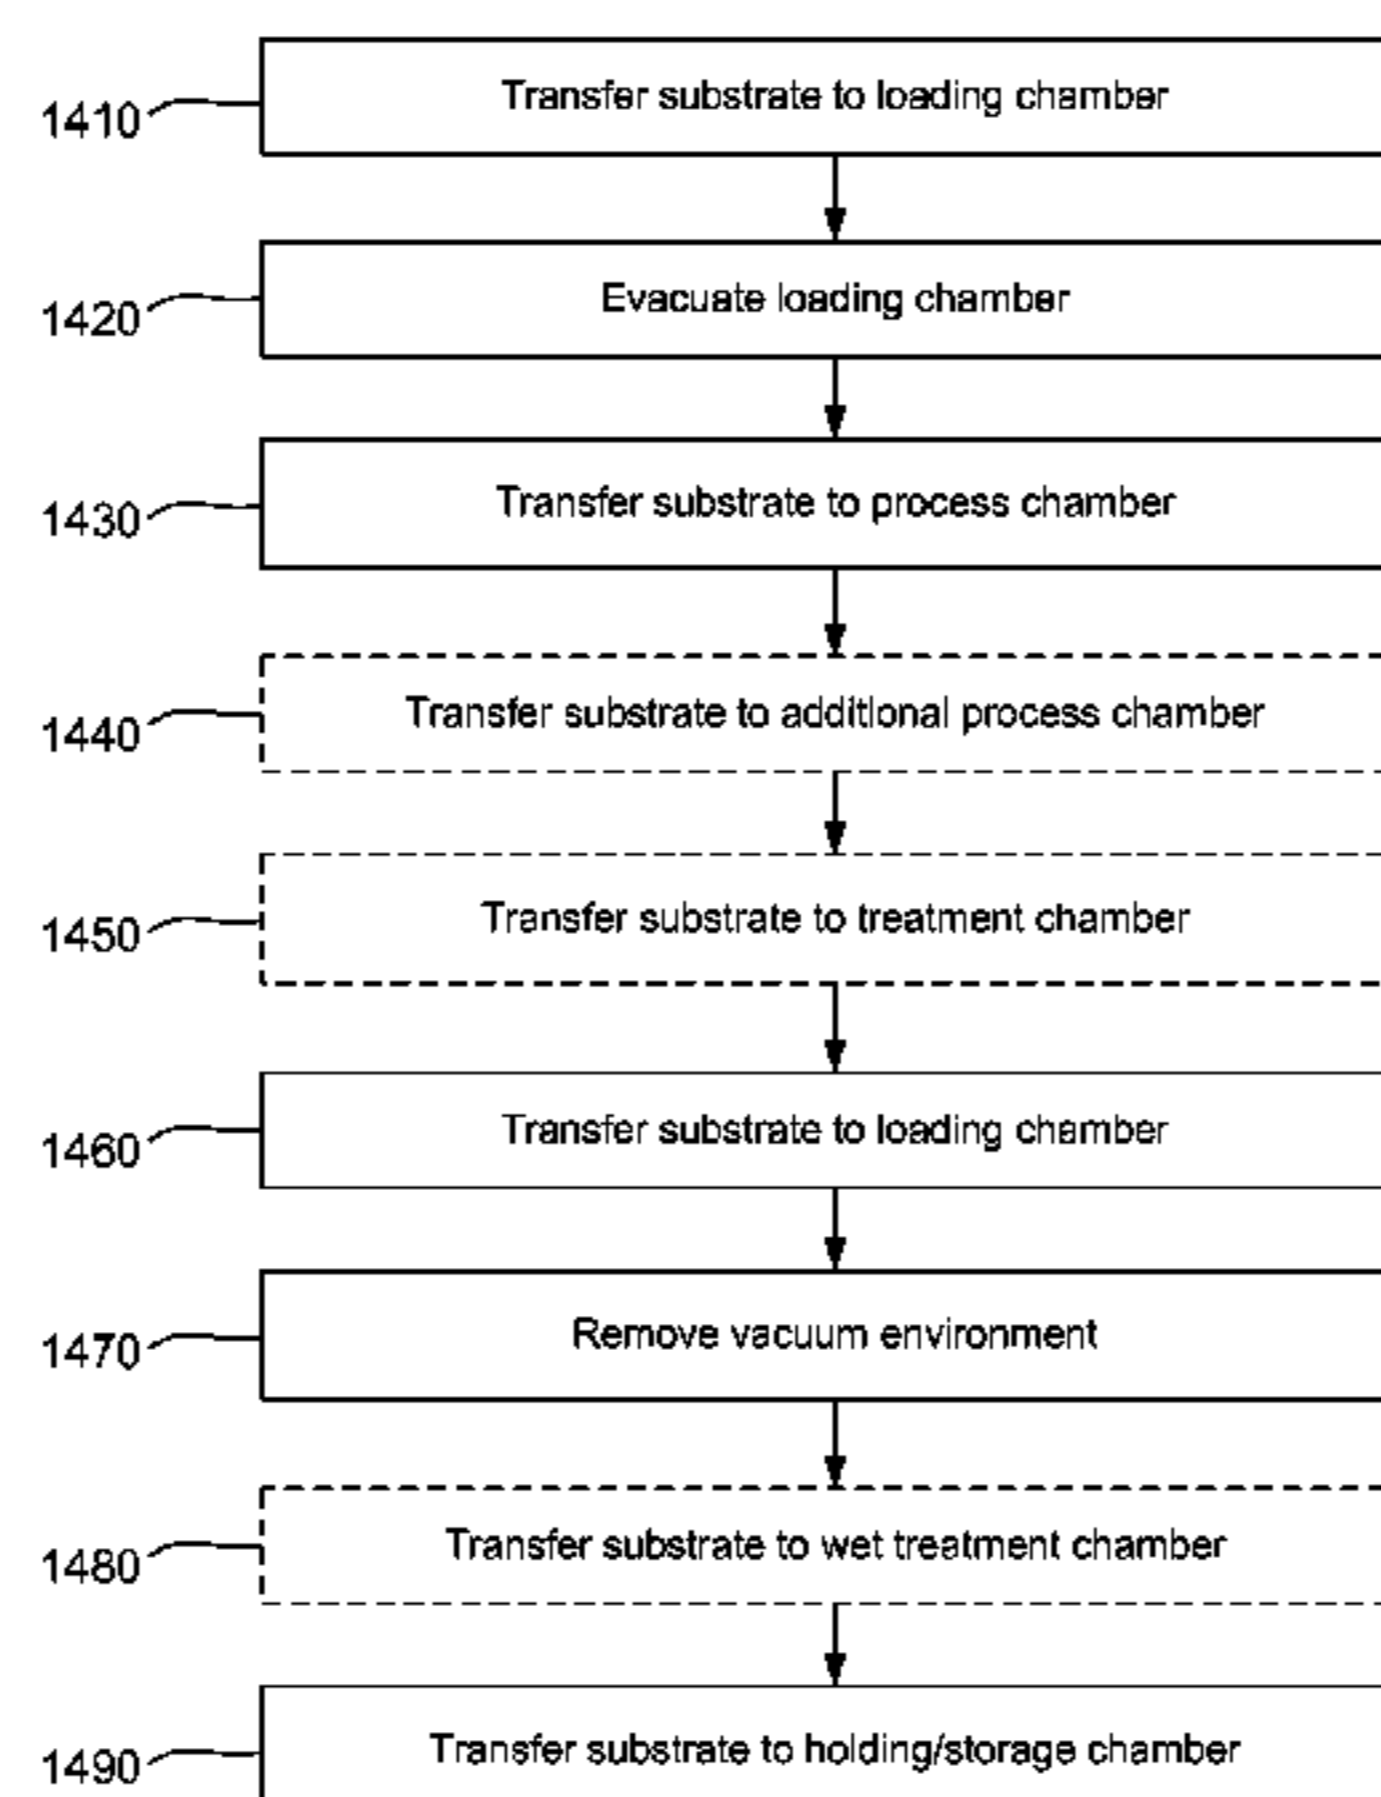 1410 Transfer substrate to loading chamber
1420 Evacuate loading chamber
1430 Transfer substrate to process chamber
1440 Transfer substrate to additional process chamber
1450 Transfer substrate to treatment chamber
1460 Transfer substrate to loading chamber
1470 Remove vacuum environment
1480 Transfer substrate to wet treatment chamber
1490 Transfer substrate to holding/storage chamber